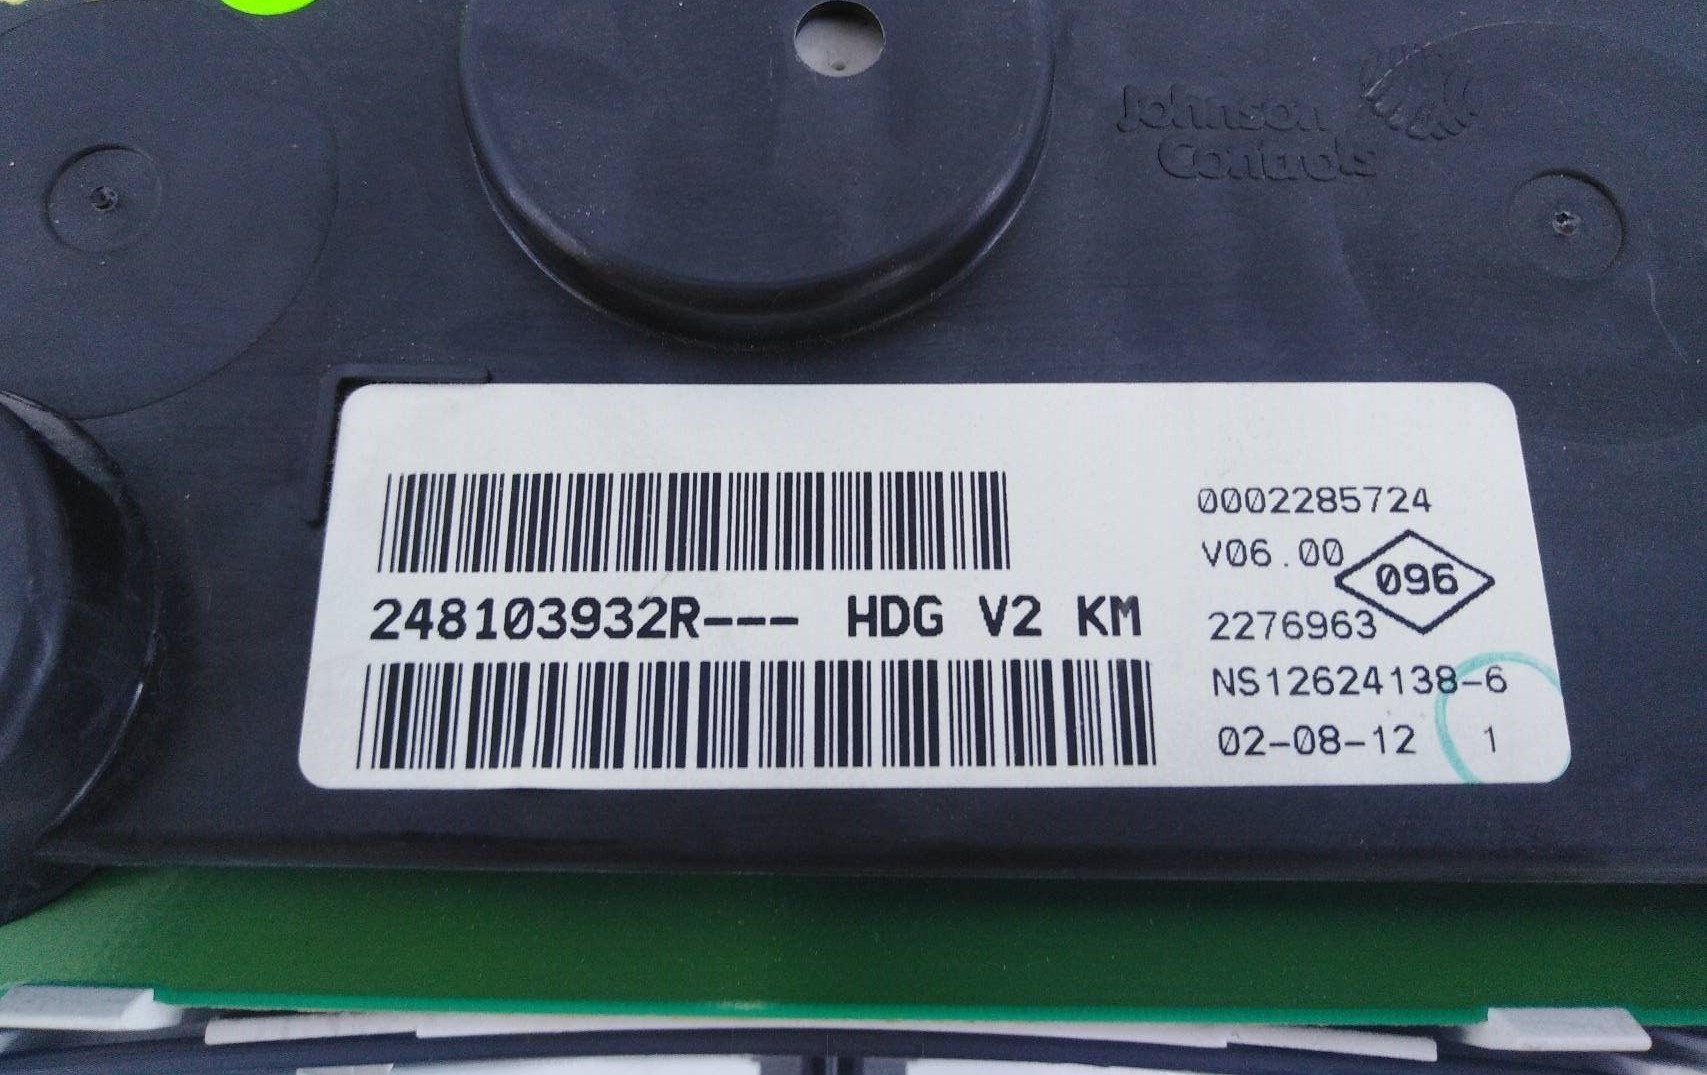 Johnson
Controls
248103932R--- HDG V2 KM
0002285724
V06.00
096
2276963
NS12624138-6
02-08-12 1